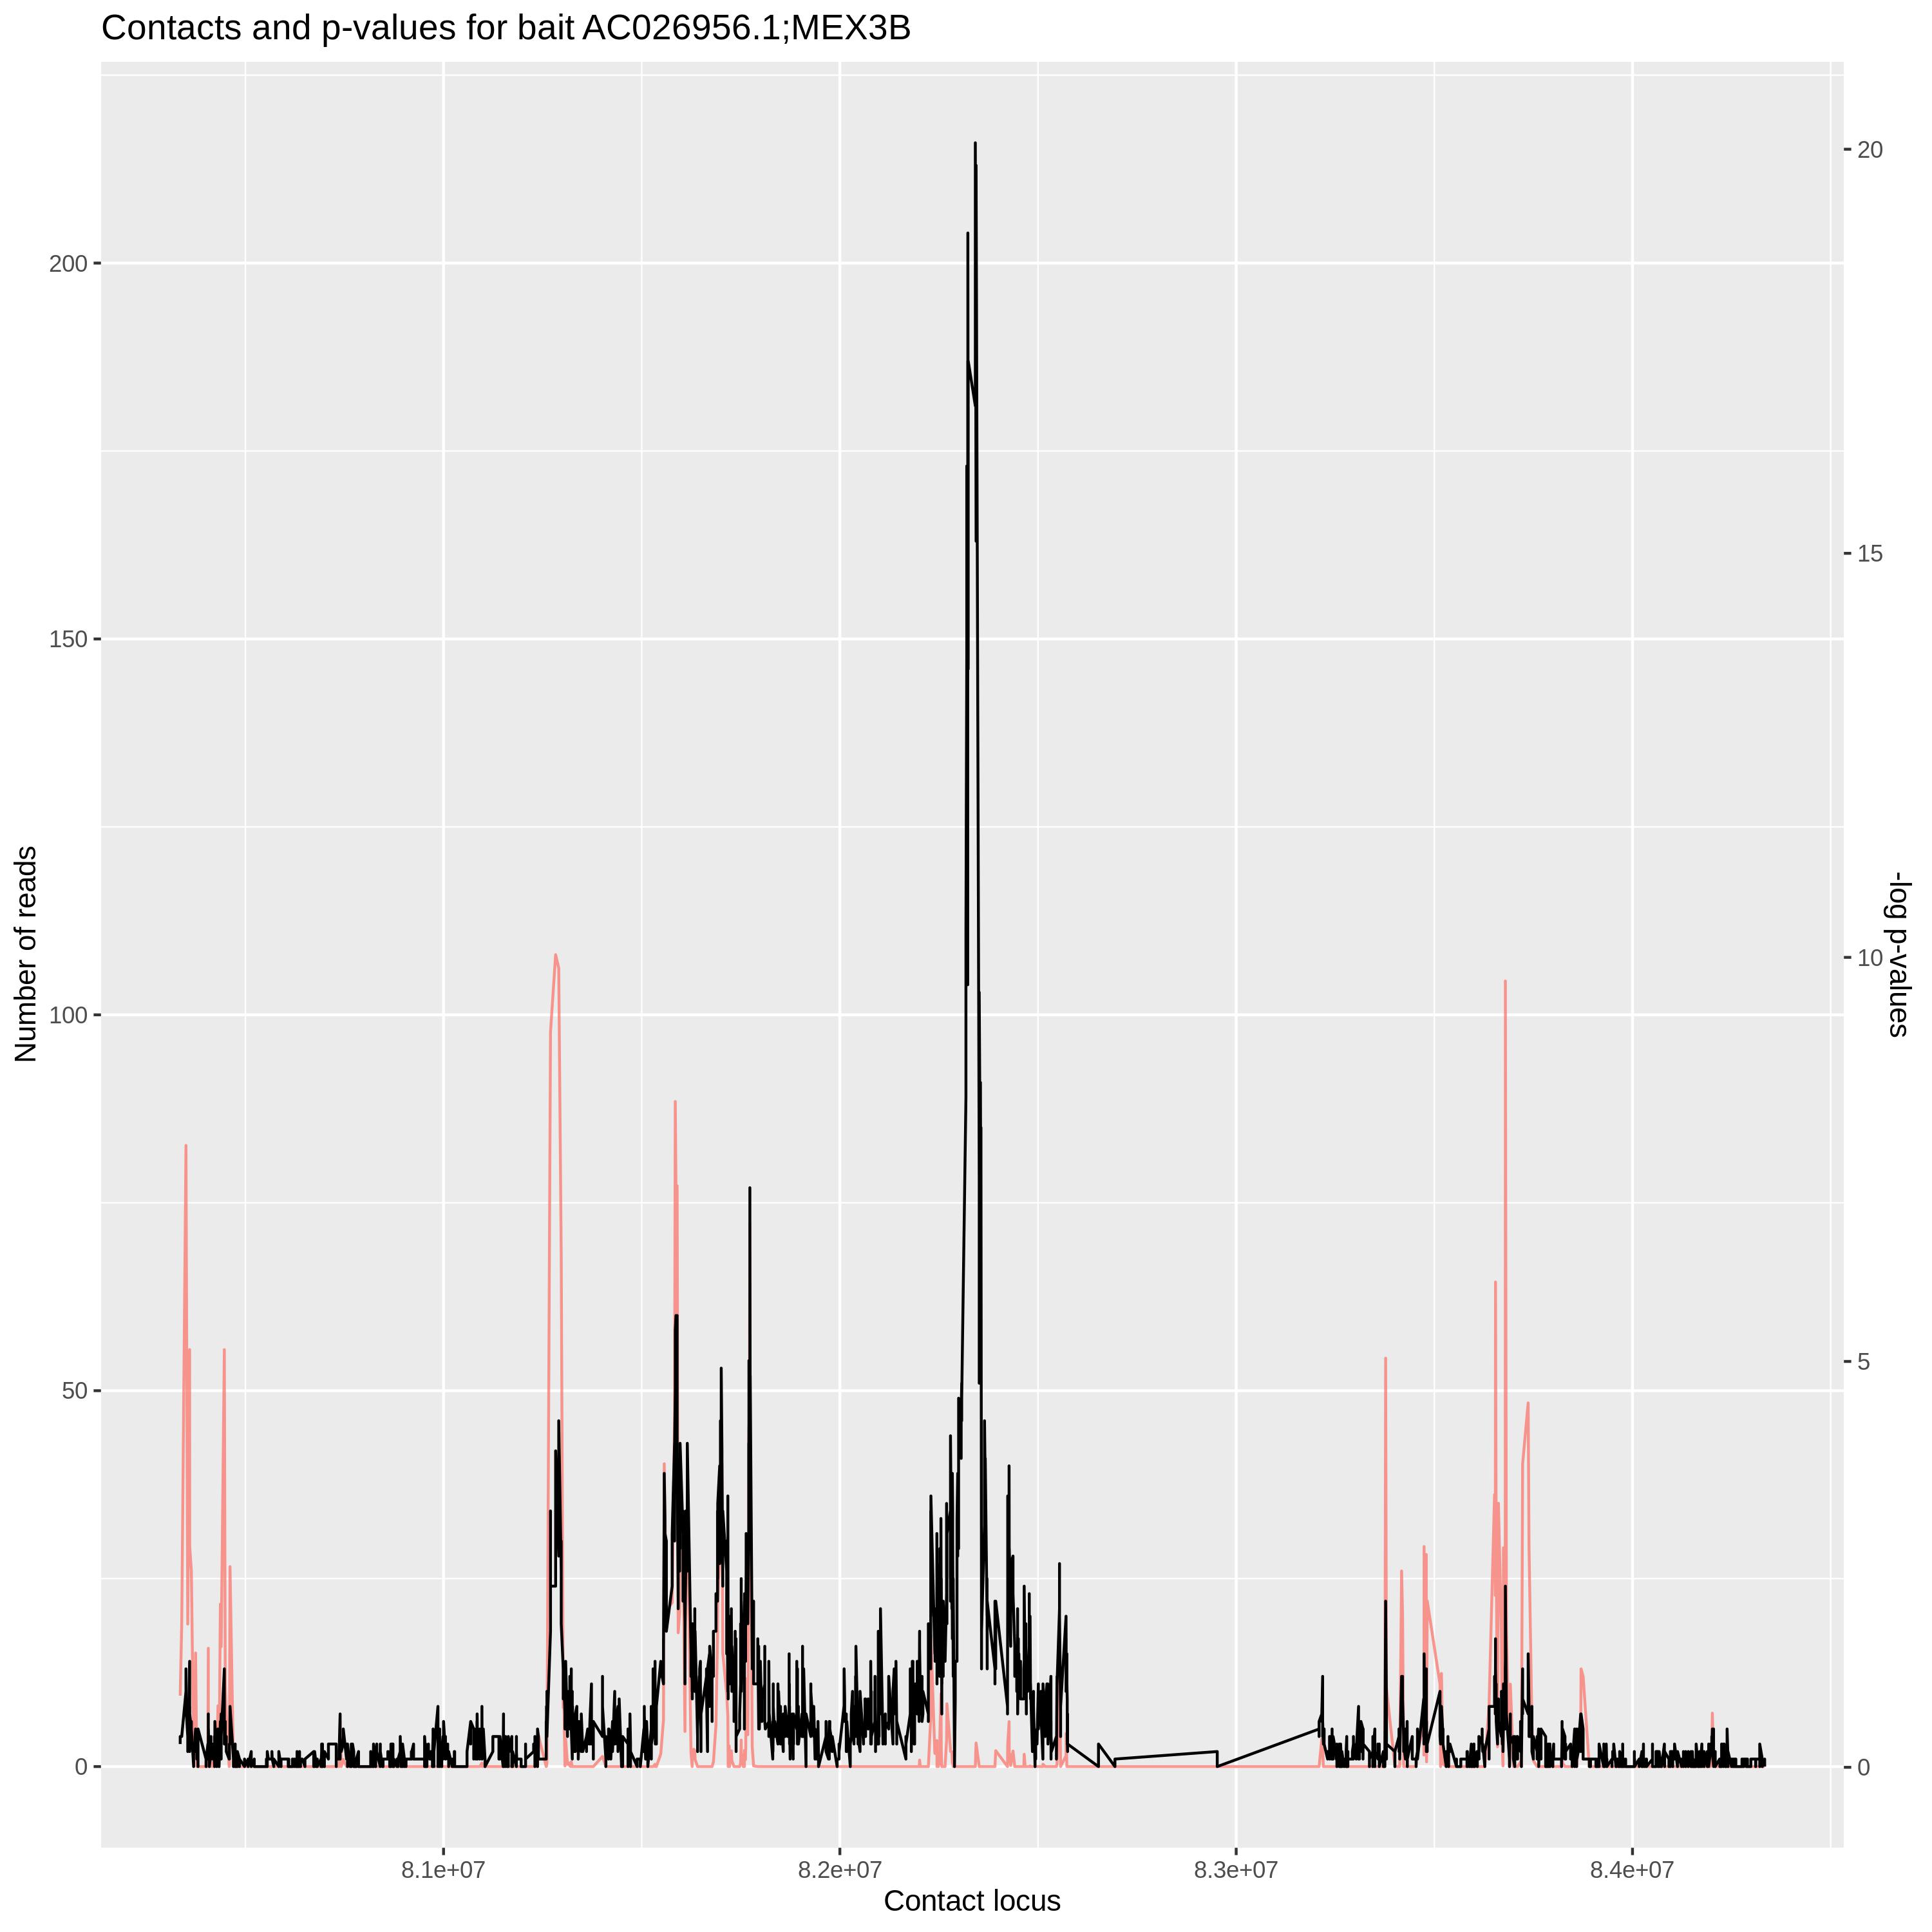 Contacts and p-values for bait AC026956.1;MEX3B
Number of reads
200
150
100
50
0
20
15
10
5
0
-log p-values
8.1e+07
8.2e+07
8.3e+07
8.4e+07
Contact locus